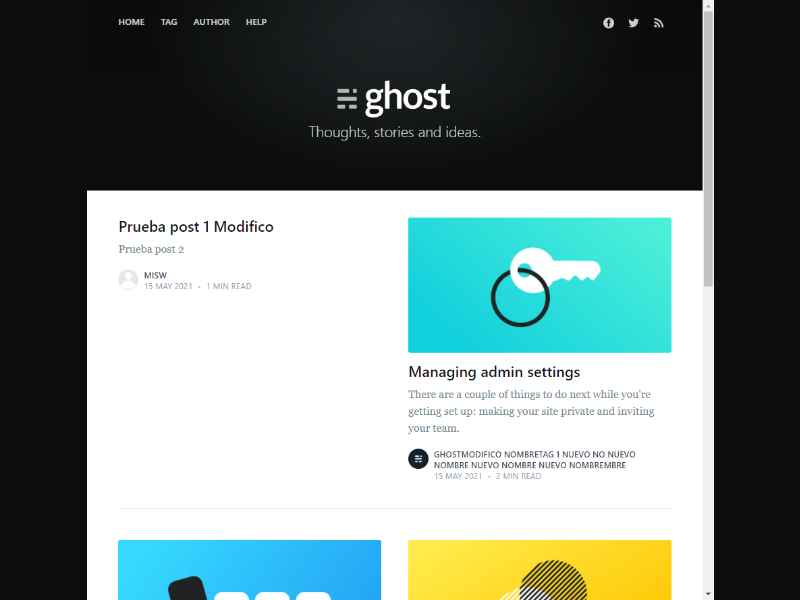 HOME TAG AUTHOR HELP
ghost
Thoughts, stories and ideas.
Prueba post 1 Modifico
Prueba post 2
MISW
15 MAY 2021 • 1 MIN READ
Managing admin settings
There are a couple of things to do next while you're
getting set up: making your site private and inviting
your team.
GHOSTMODIFICO NOMBRETAG 1 NUEVO NO NUEVO
NOMBRE NUEVO NOMBRE NUEVO NOMBREMBRE
15 MAY 2021 • 2 MIN READ